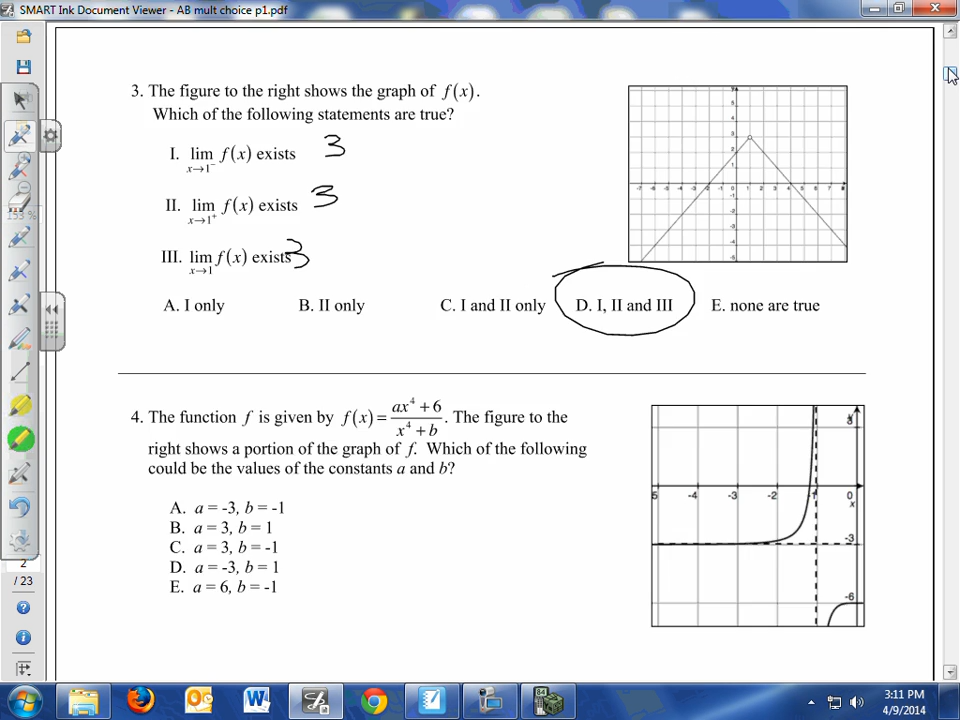 SMART Ink Document Viewer - AB mult choice p1.pdf
3. The figure to the right shows the graph of f(x).
Which of the following statements are true?
I. lim f(x) exists 3
x→1⁻
II. lim f(x) exists 3
x→1⁺
III. lim f(x) exists 3
x→1
A. I only B. II only C. I and II only D. I, II and III E. none are true
4. The function f is given by f(x) = (ax⁴ + 6)/(x⁴ + b). The figure to the
right shows a portion of the graph of f. Which of the following
could be the values of the constants a and b?
A. a = -3, b = -1
B. a = 3, b = 1
C. a = 3, b = -1
D. a = -3, b = 1
E. a = 6, b = -1
5 -4 -3 -2 -1 0
x
y
3
-3
-6
153 %
2
/ 23
3:11 PM
4/9/2014